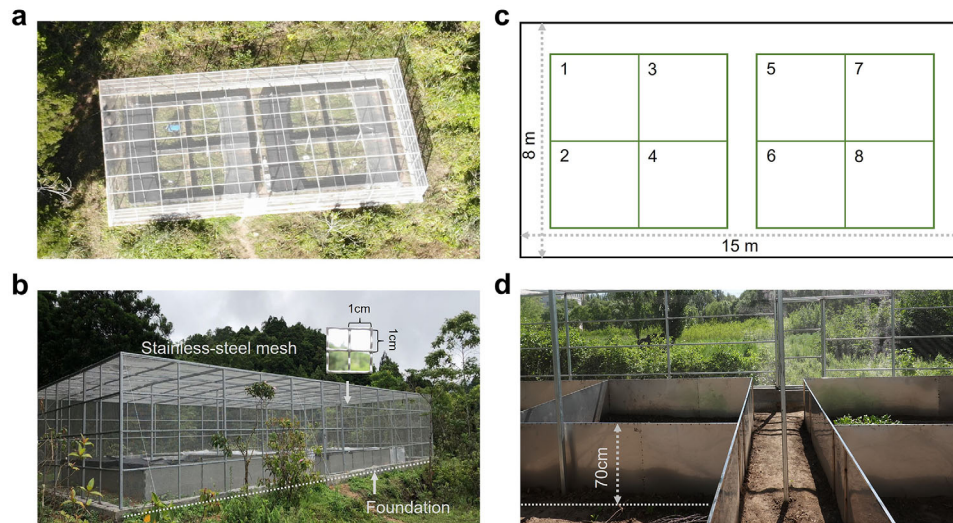 a
c
1 3 5 7
2 4 6 8
8 m
15 m
b
1cm
1cm
Stainless-steel mesh
Foundation
d
70cm